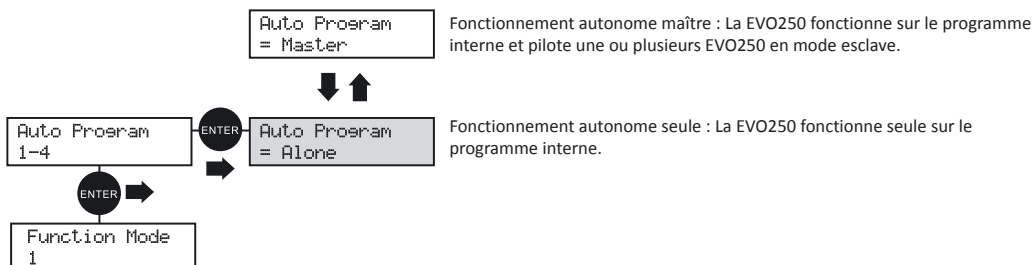 Auto Program
= Master
Fonctionnement autonome maître : La EVO250 fonctionne sur le programme
interne et pilote une ou plusieurs EVO250 en mode esclave.
Auto Program
1-4
ENTER
Auto Program
= Alone
Fonctionnement autonome seule : La EVO250 fonctionne seule sur le
programme interne.
ENTER
Function Mode
1